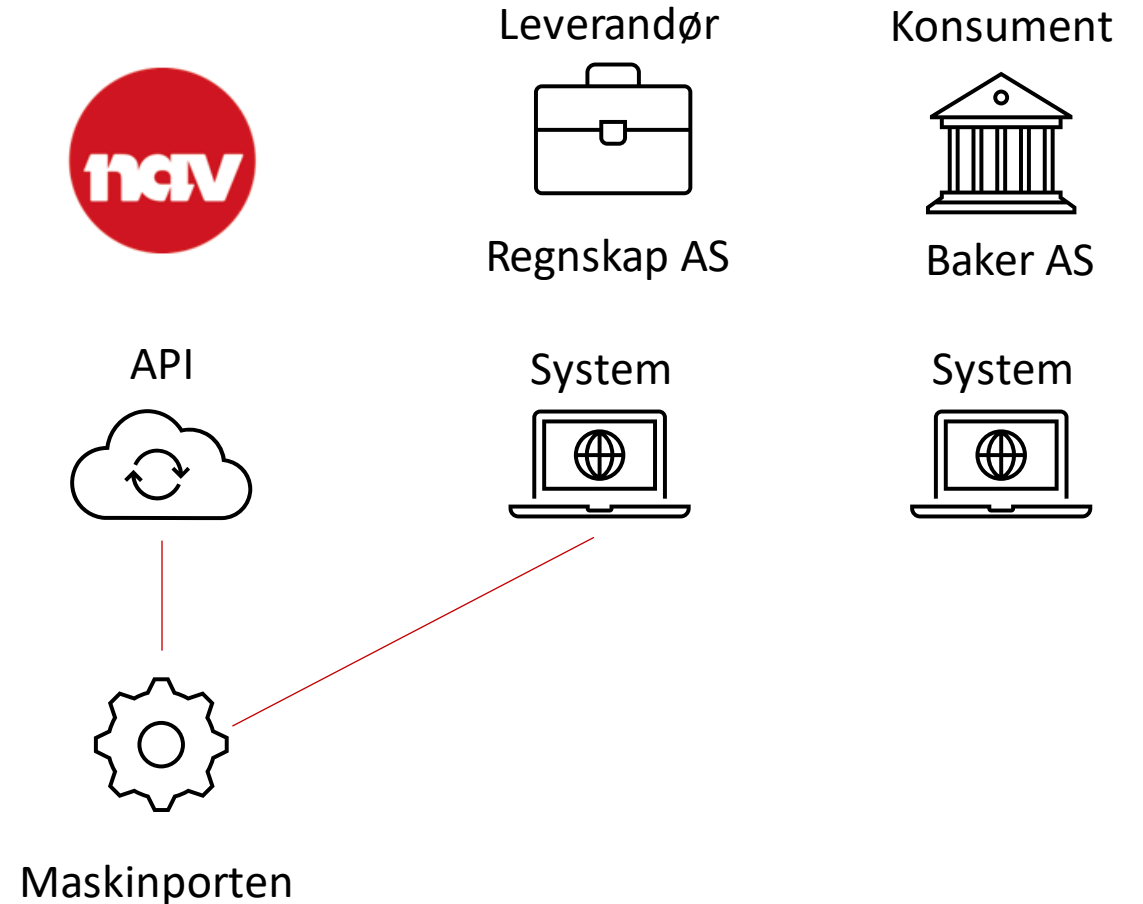 Leverandør
Konsument
nav
Regnskap AS
Baker AS
API
System
System
Maskinporten